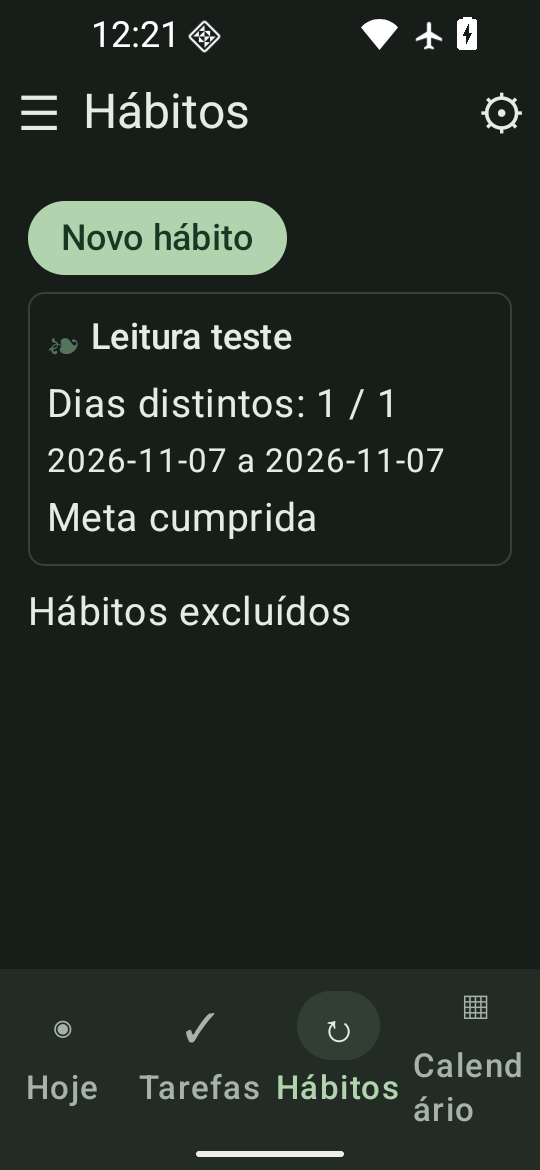 12:21
Hábitos
Novo hábito
Leitura teste
Dias distintos: 1 / 1
2026-11-07 a 2026-11-07
Meta cumprida
Hábitos excluídos
Hoje
Tarefas
Hábitos
Calend
ário